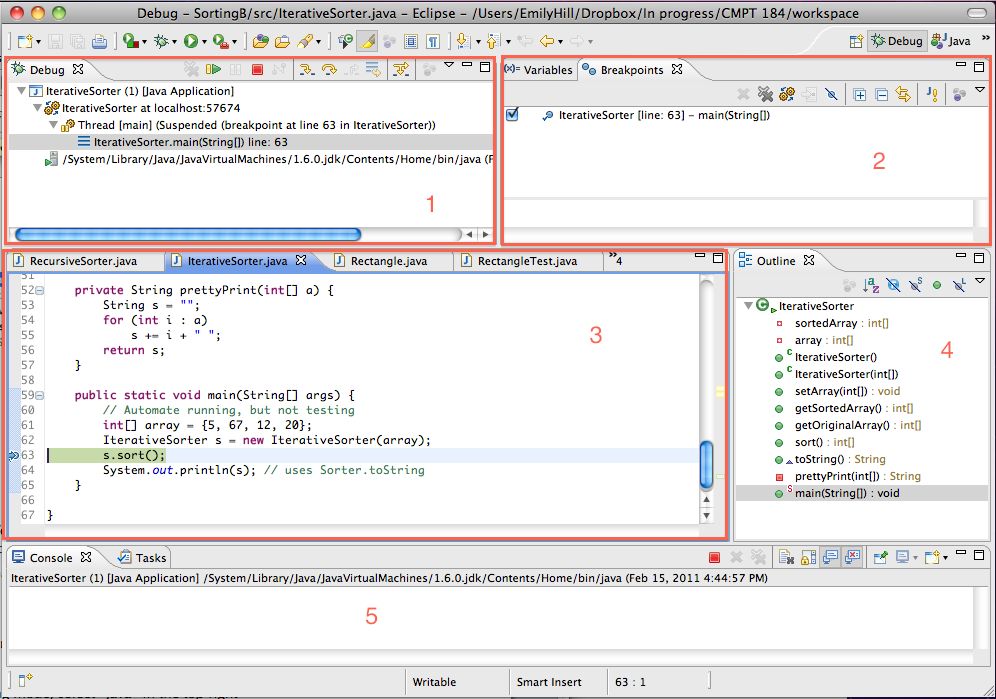 Debug – SortingB/src/IterativeSorter.java – Eclipse – /Users/EmilyHill/Dropbox/In progress/CMPT 184/workspace
Debug Java »
Debug
IterativeSorter (1) [Java Application]
IterativeSorter at localhost:57674
Thread [main] (Suspended (breakpoint at line 63 in IterativeSorter))
IterativeSorter.main(String[]) line: 63
/System/Library/Java/JavaVirtualMachines/1.6.0.jdk/Contents/Home/bin/java (F
1
(x)= Variables Breakpoints
IterativeSorter [line: 63] – main(String[])
2
RecursiveSorter.java IterativeSorter.java Rectangle.java RectangleTest.java »4
51
52 private String prettyPrint(int[] a) {
53 String s = "";
54 for (int i : a)
55 s += i + " ";
56 return s;
57 }
58
59 public static void main(String[] args) {
60 // Automate running, but not testing
61 int[] array = {5, 67, 12, 20};
62 IterativeSorter s = new IterativeSorter(array);
63 s.sort();
64 System.out.println(s); // uses Sorter.toString
65 }
66
67 }
3
Outline
IterativeSorter
sortedArray : int[]
array : int[]
IterativeSorter()
IterativeSorter(int[])
setArray(int[]) : void
getSortedArray() : int[]
getOriginalArray() : int[]
sort() : int[]
toString() : String
prettyPrint(int[]) : String
main(String[]) : void
4
Console Tasks
IterativeSorter (1) [Java Application] /System/Library/Java/JavaVirtualMachines/1.6.0.jdk/Contents/Home/bin/java (Feb 15, 2011 4:44:57 PM)
5
Writable Smart Insert 63 : 1